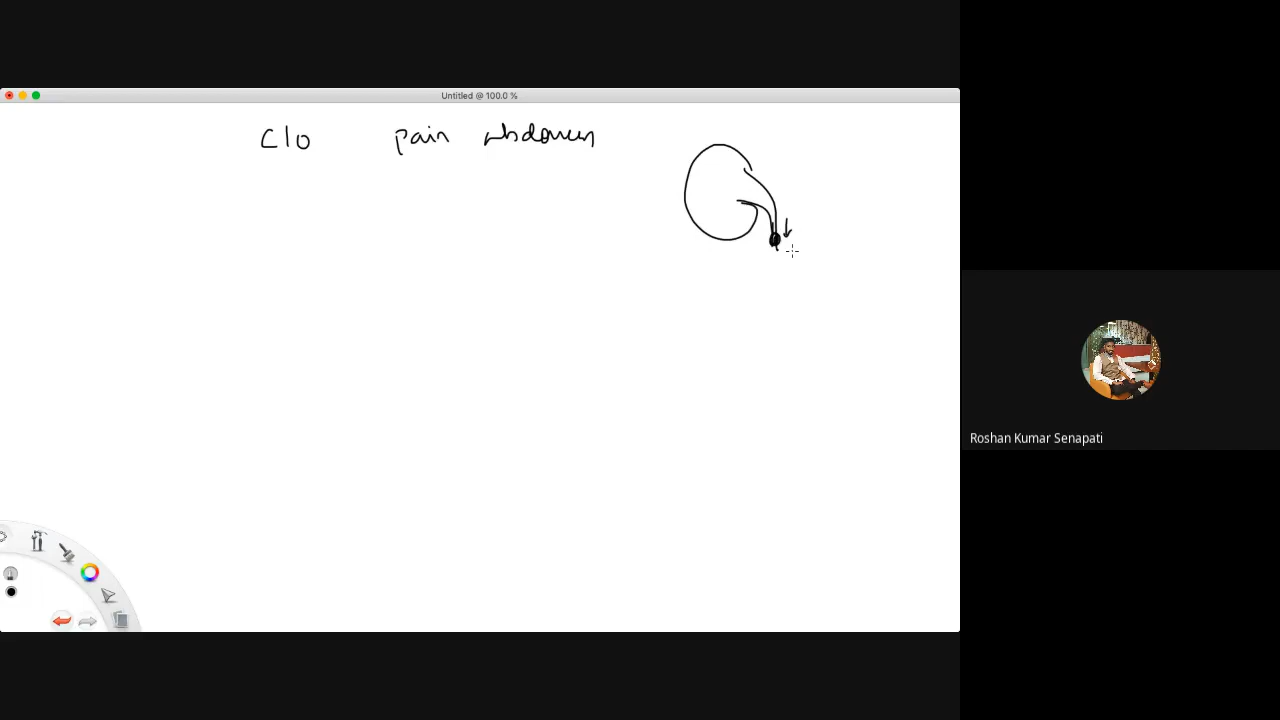 Untitled @ 100.0 %
C/O pain abdomen
Roshan Kumar Senapati